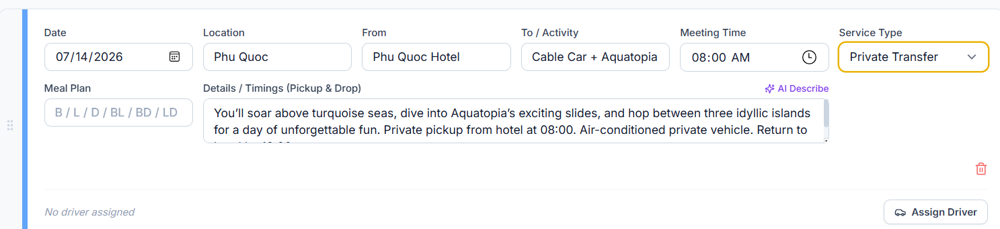 Date Location From To / Activity Meeting Time Service Type
07/14/2026 Phu Quoc Phu Quoc Hotel Cable Car + Aquatopia 08:00 AM Private Transfer
Meal Plan Details / Timings (Pickup & Drop) AI Describe
B / L / D / BL / BD / LD
You’ll soar above turquoise seas, dive into Aquatopia’s exciting slides, and hop between three idyllic islands
for a day of unforgettable fun. Private pickup from hotel at 08:00. Air-conditioned private vehicle. Return to
No driver assigned Assign Driver